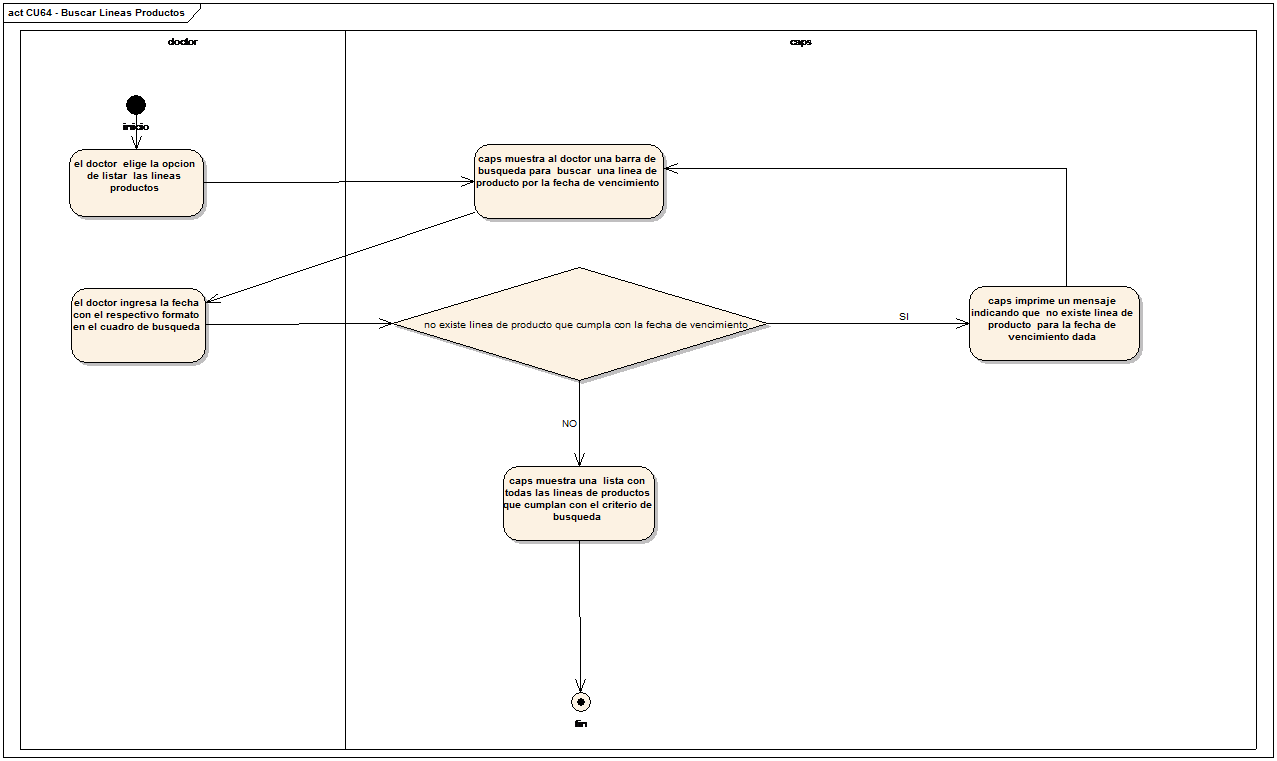 act CU64 - Buscar Lineas Productos
doctor
caps
inicio
el doctor elige la opcion
de listar las lineas
productos
caps muestra al doctor una barra de
busqueda para buscar una linea de
producto por la fecha de vencimiento
el doctor ingresa la fecha
con el respectivo formato
en el cuadro de busqueda
no existe linea de producto que cumpla con la fecha de vencimiento
SI
caps imprime un mensaje
indicando que no existe linea de
producto para la fecha de
vencimiento dada
NO
caps muestra una lista con
todas las lineas de productos
que cumplan con el criterio de
busqueda
fin